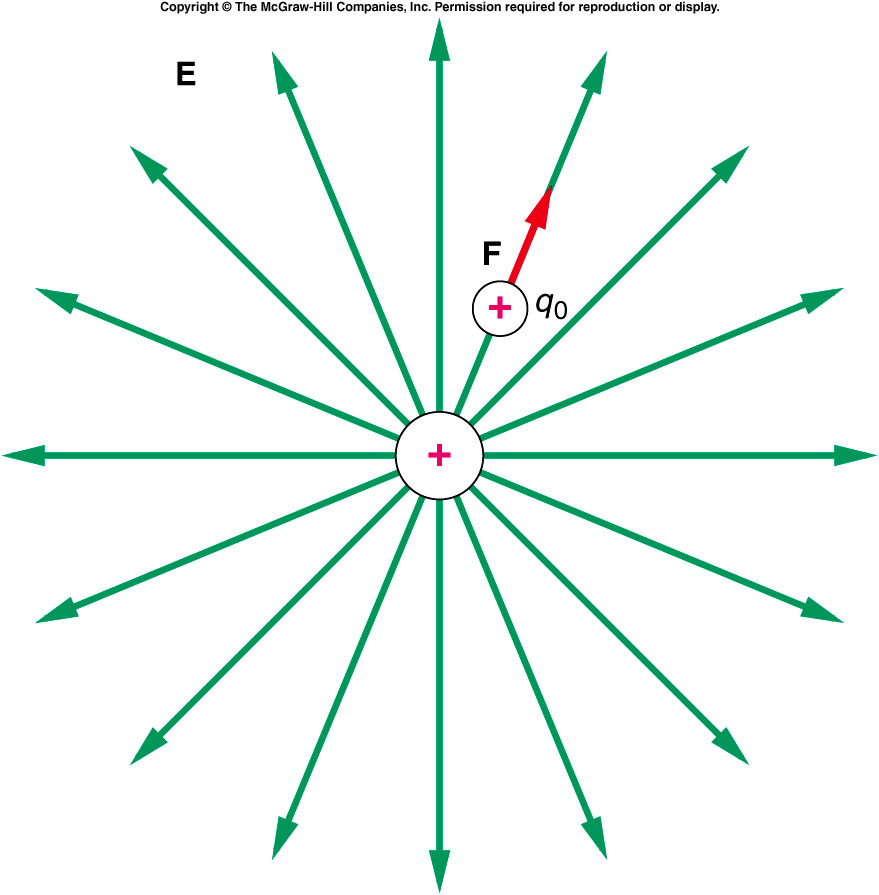 Copyright © The McGraw-Hill Companies, Inc. Permission required for reproduction or display.
E
F
+ q₀
+